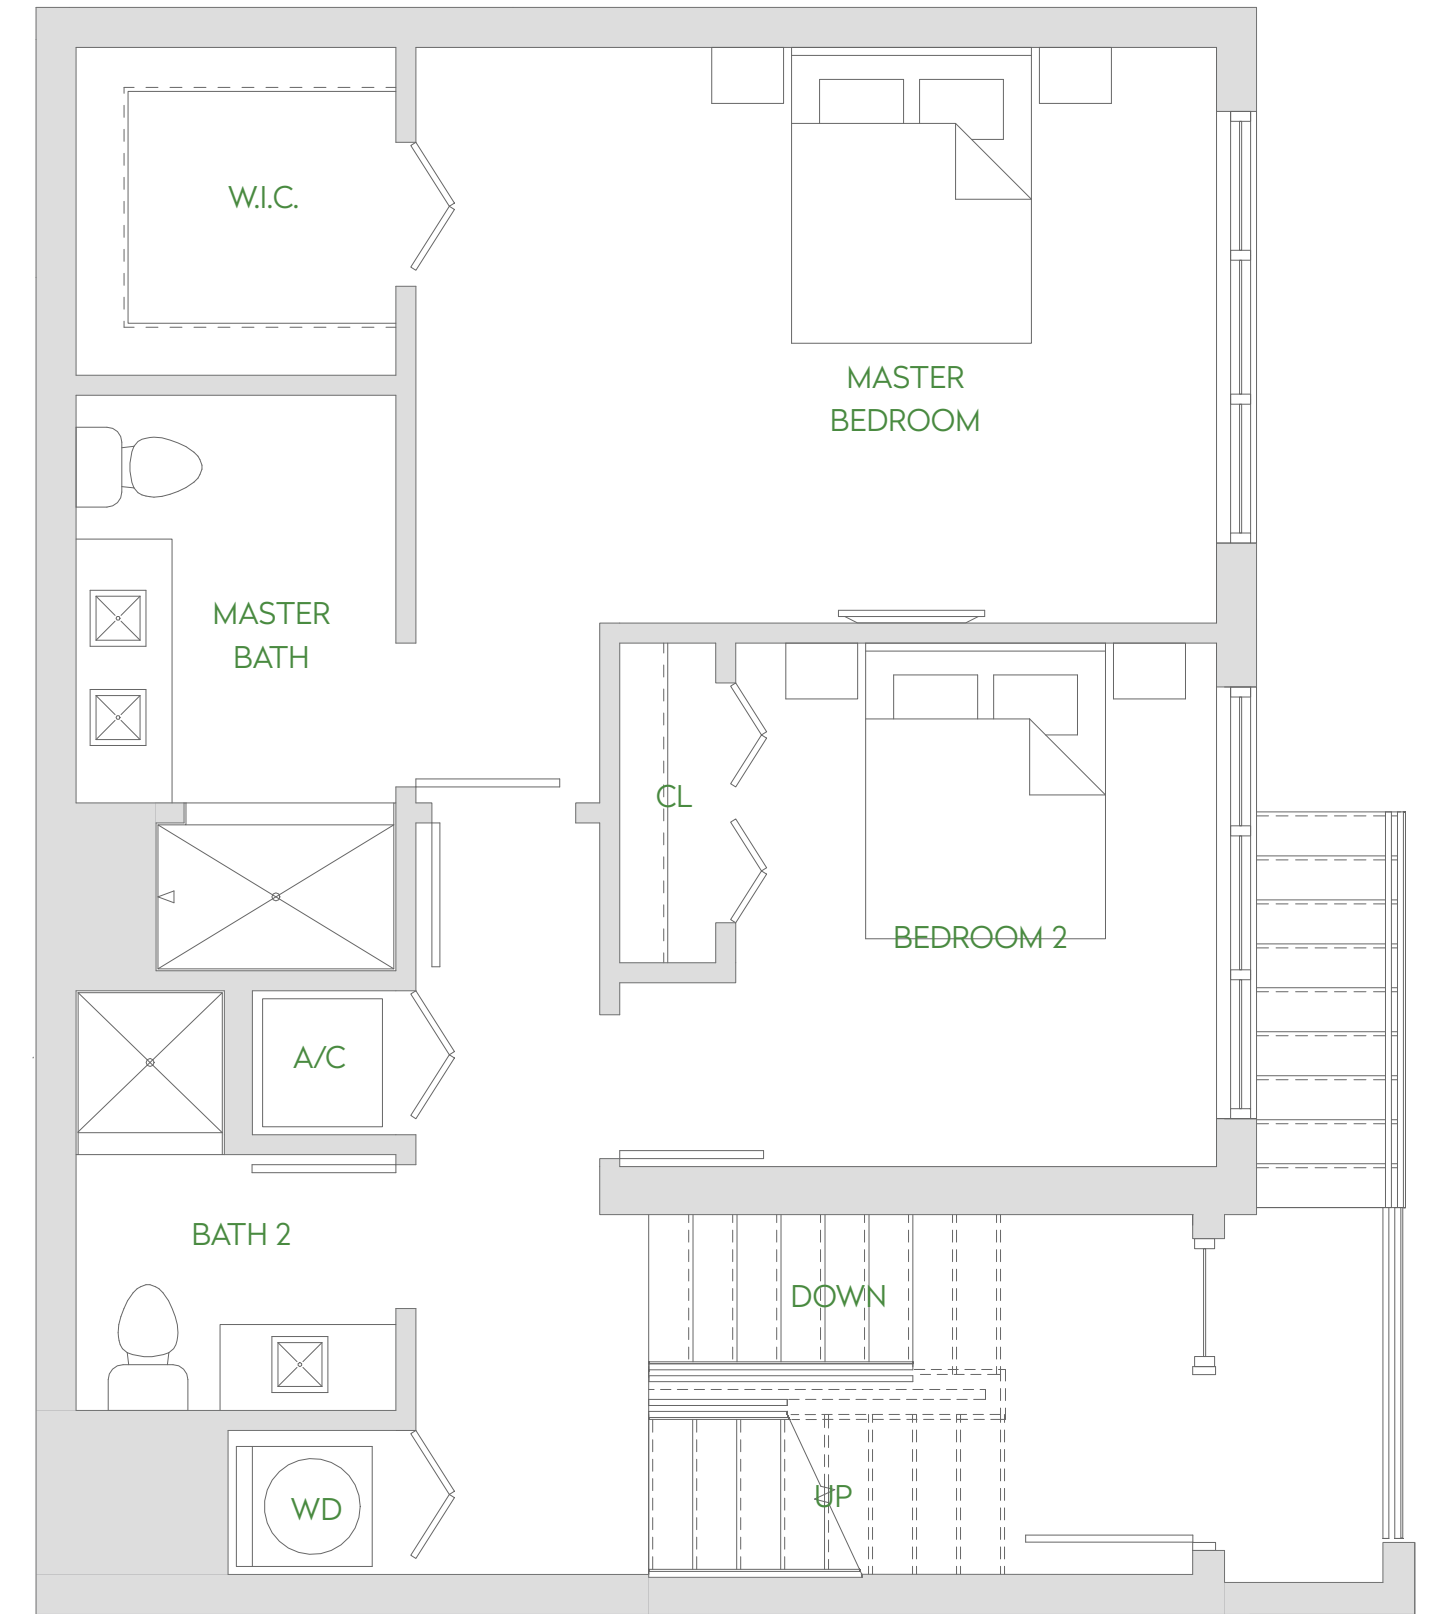 W.I.C.
MASTER
BEDROOM
MASTER
BATH
CL
BEDROOM 2
A/C
BATH 2
DOWN
UP
WD